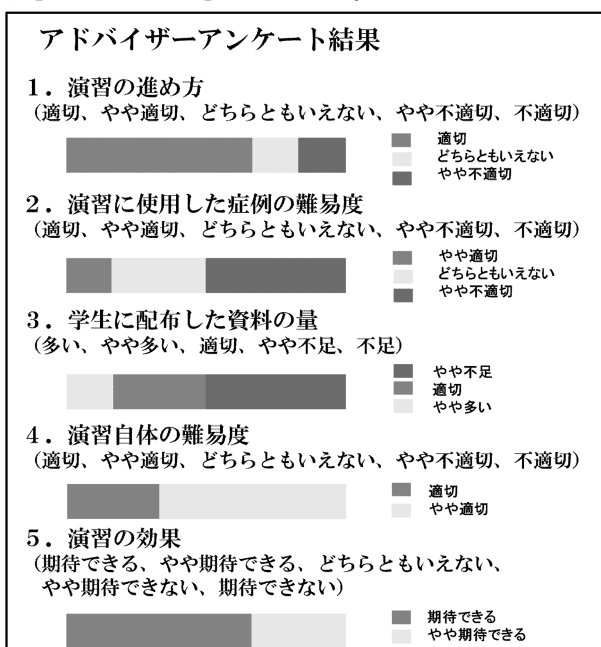 アドバイザーアンケート結果
１．演習の進め方
（適切、やや適切、どちらともいえない、やや不適切、不適切）
適切
どちらともいえない
やや不適切
２．演習に使用した症例の難易度
（適切、やや適切、どちらともいえない、やや不適切、不適切）
やや適切
どちらともいえない
やや不適切
３．学生に配布した資料の量
（多い、やや多い、適切、やや不足、不足）
やや不足
適切
やや多い
４．演習自体の難易度
（適切、やや適切、どちらともいえない、やや不適切、不適切）
適切
やや適切
５．演習の効果
（期待できる、やや期待できる、どちらともいえない、
やや期待できない、期待できない）
期待できる
やや期待できる